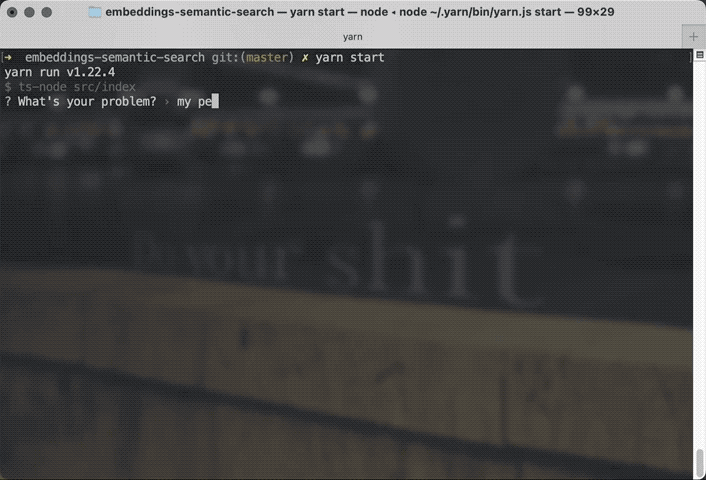 embeddings-semantic-search — yarn start — node ◂ node ~/.yarn/bin/yarn.js start — 99×29
yarn
+
➜ embeddings-semantic-search git:(master) ✗ yarn start
yarn run v1.22.4
$ ts-node src/index
? What's your problem? › my pe
Do your shit